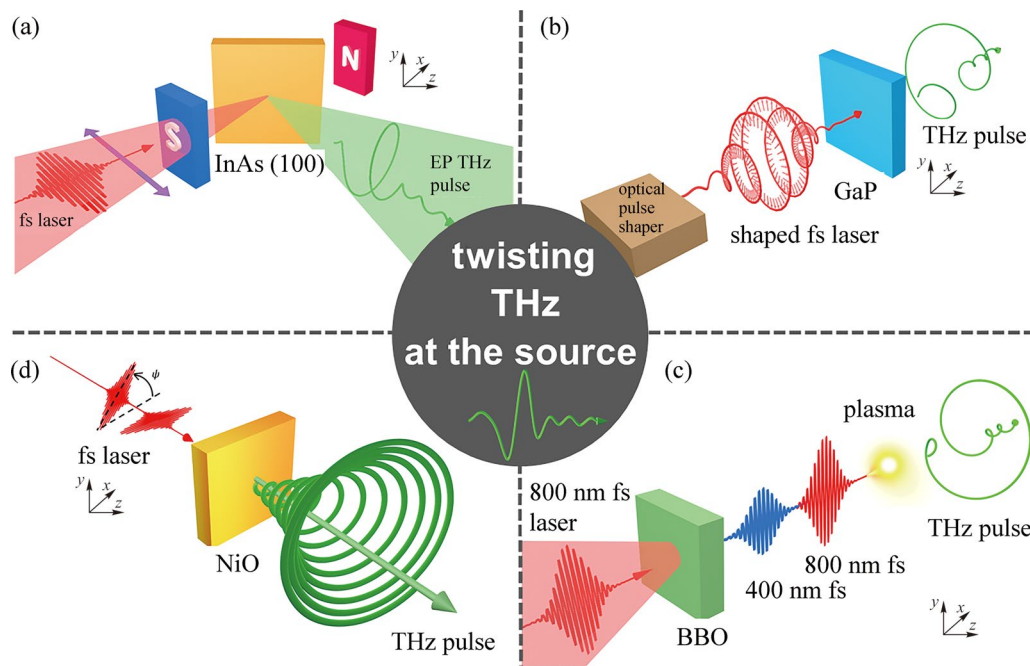 (a)
S
N
y
x
z
InAs (100)
fs laser
EP THz
pulse
(b)
optical
pulse
shaper
shaped fs laser
GaP
THz pulse
y
x
z
twisting
THz
at the source
(d)
ψ
fs laser
y
x
z
NiO
THz pulse
(c)
plasma
800 nm fs
laser
THz pulse
800 nm fs
400 nm fs
BBO
y
x
z